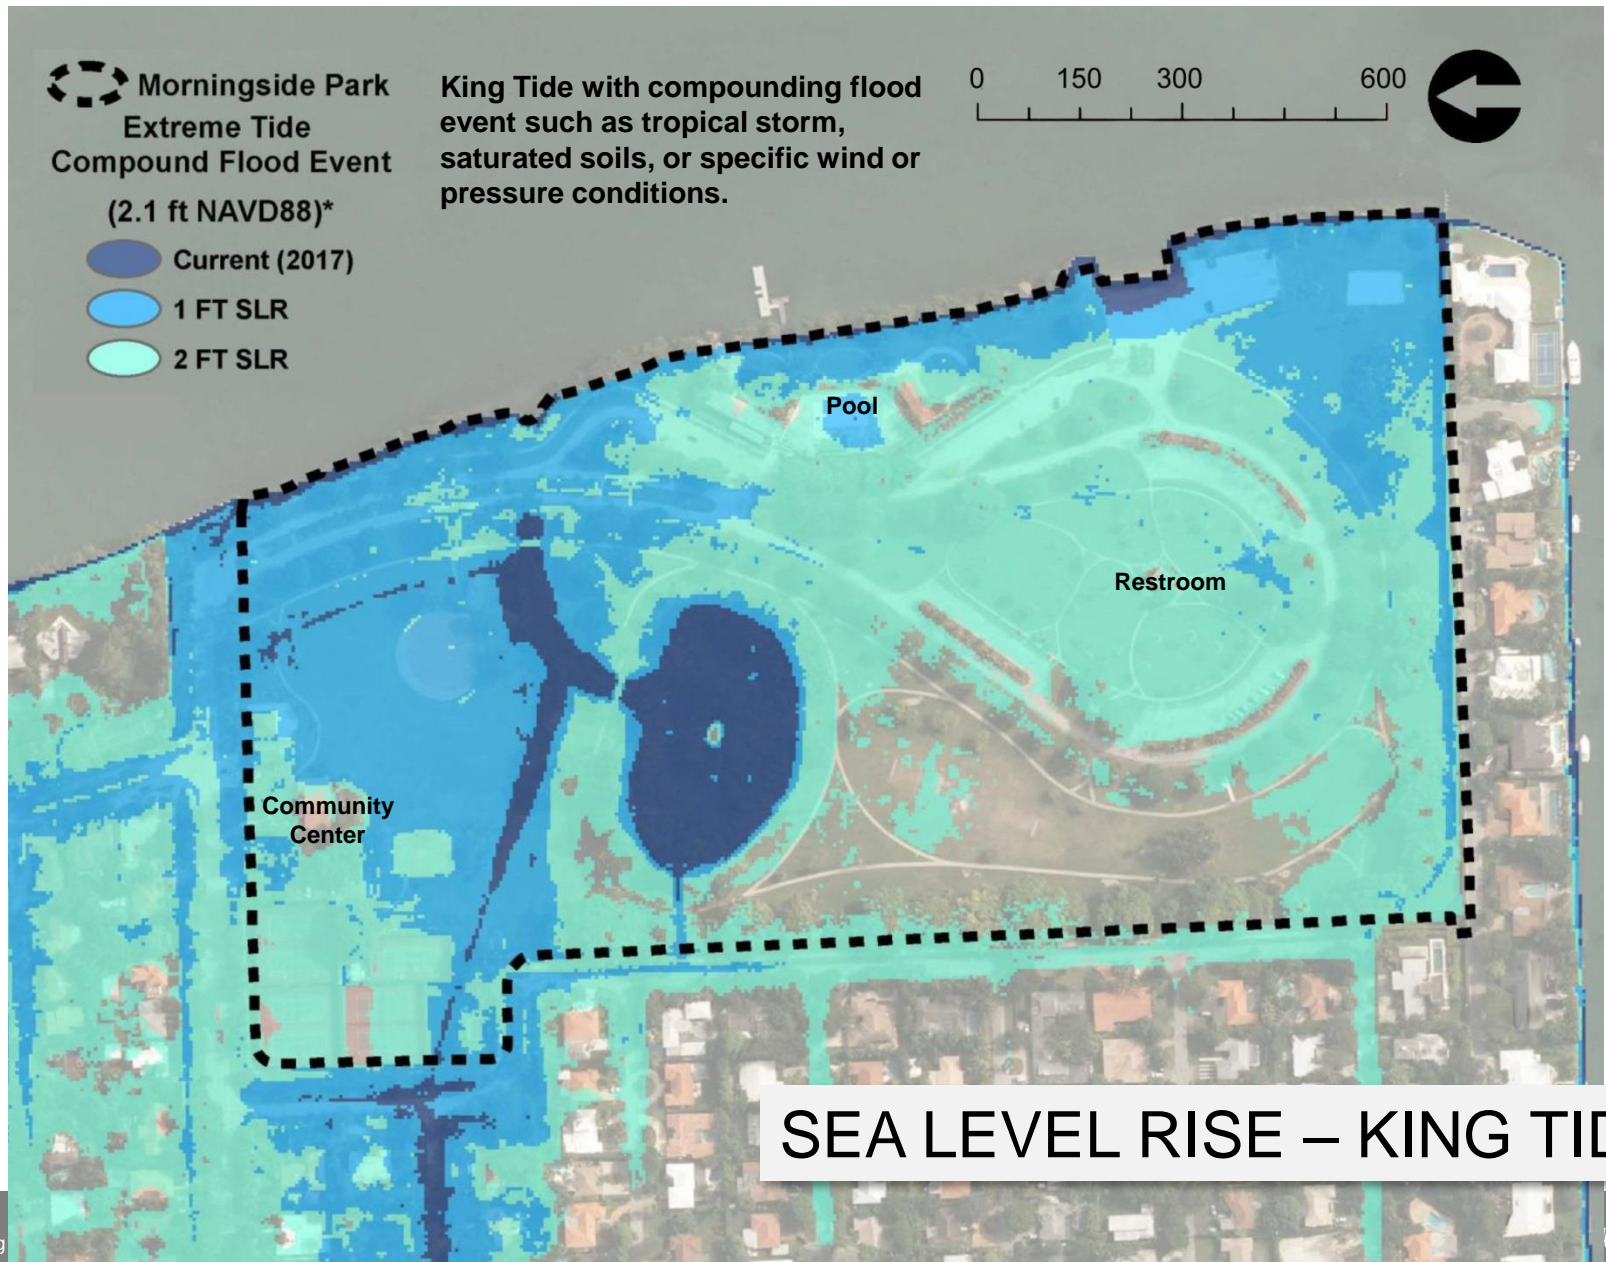 Morningside Park
Extreme Tide
Compound Flood Event
(2.1 ft NAVD88)*
Current (2017)
1 FT SLR
2 FT SLR
King Tide with compounding flood
event such as tropical storm,
saturated soils, or specific wind or
pressure conditions.
0 150 300 600
Pool
Restroom
Community
Center
SEA LEVEL RISE – KING TID
g